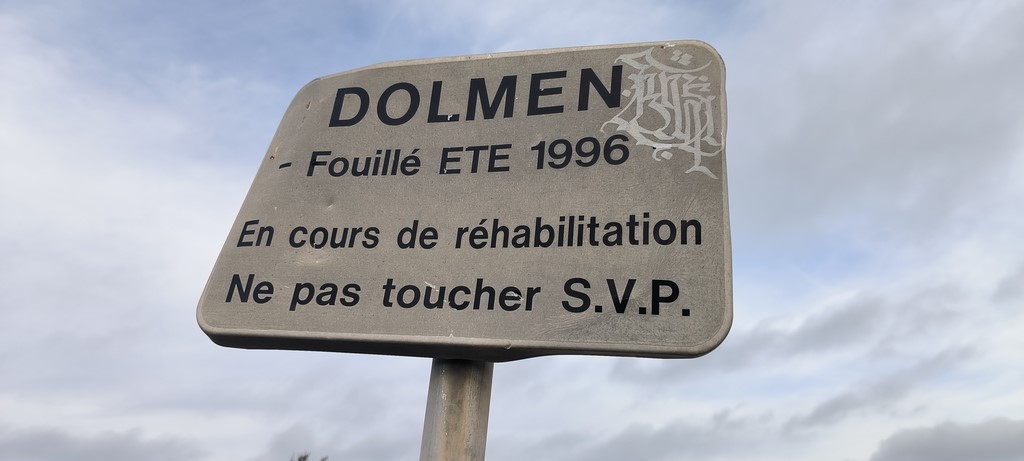 DOLMEN
- Fouillé ETE 1996
En cours de réhabilitation
Ne pas toucher S.V.P.